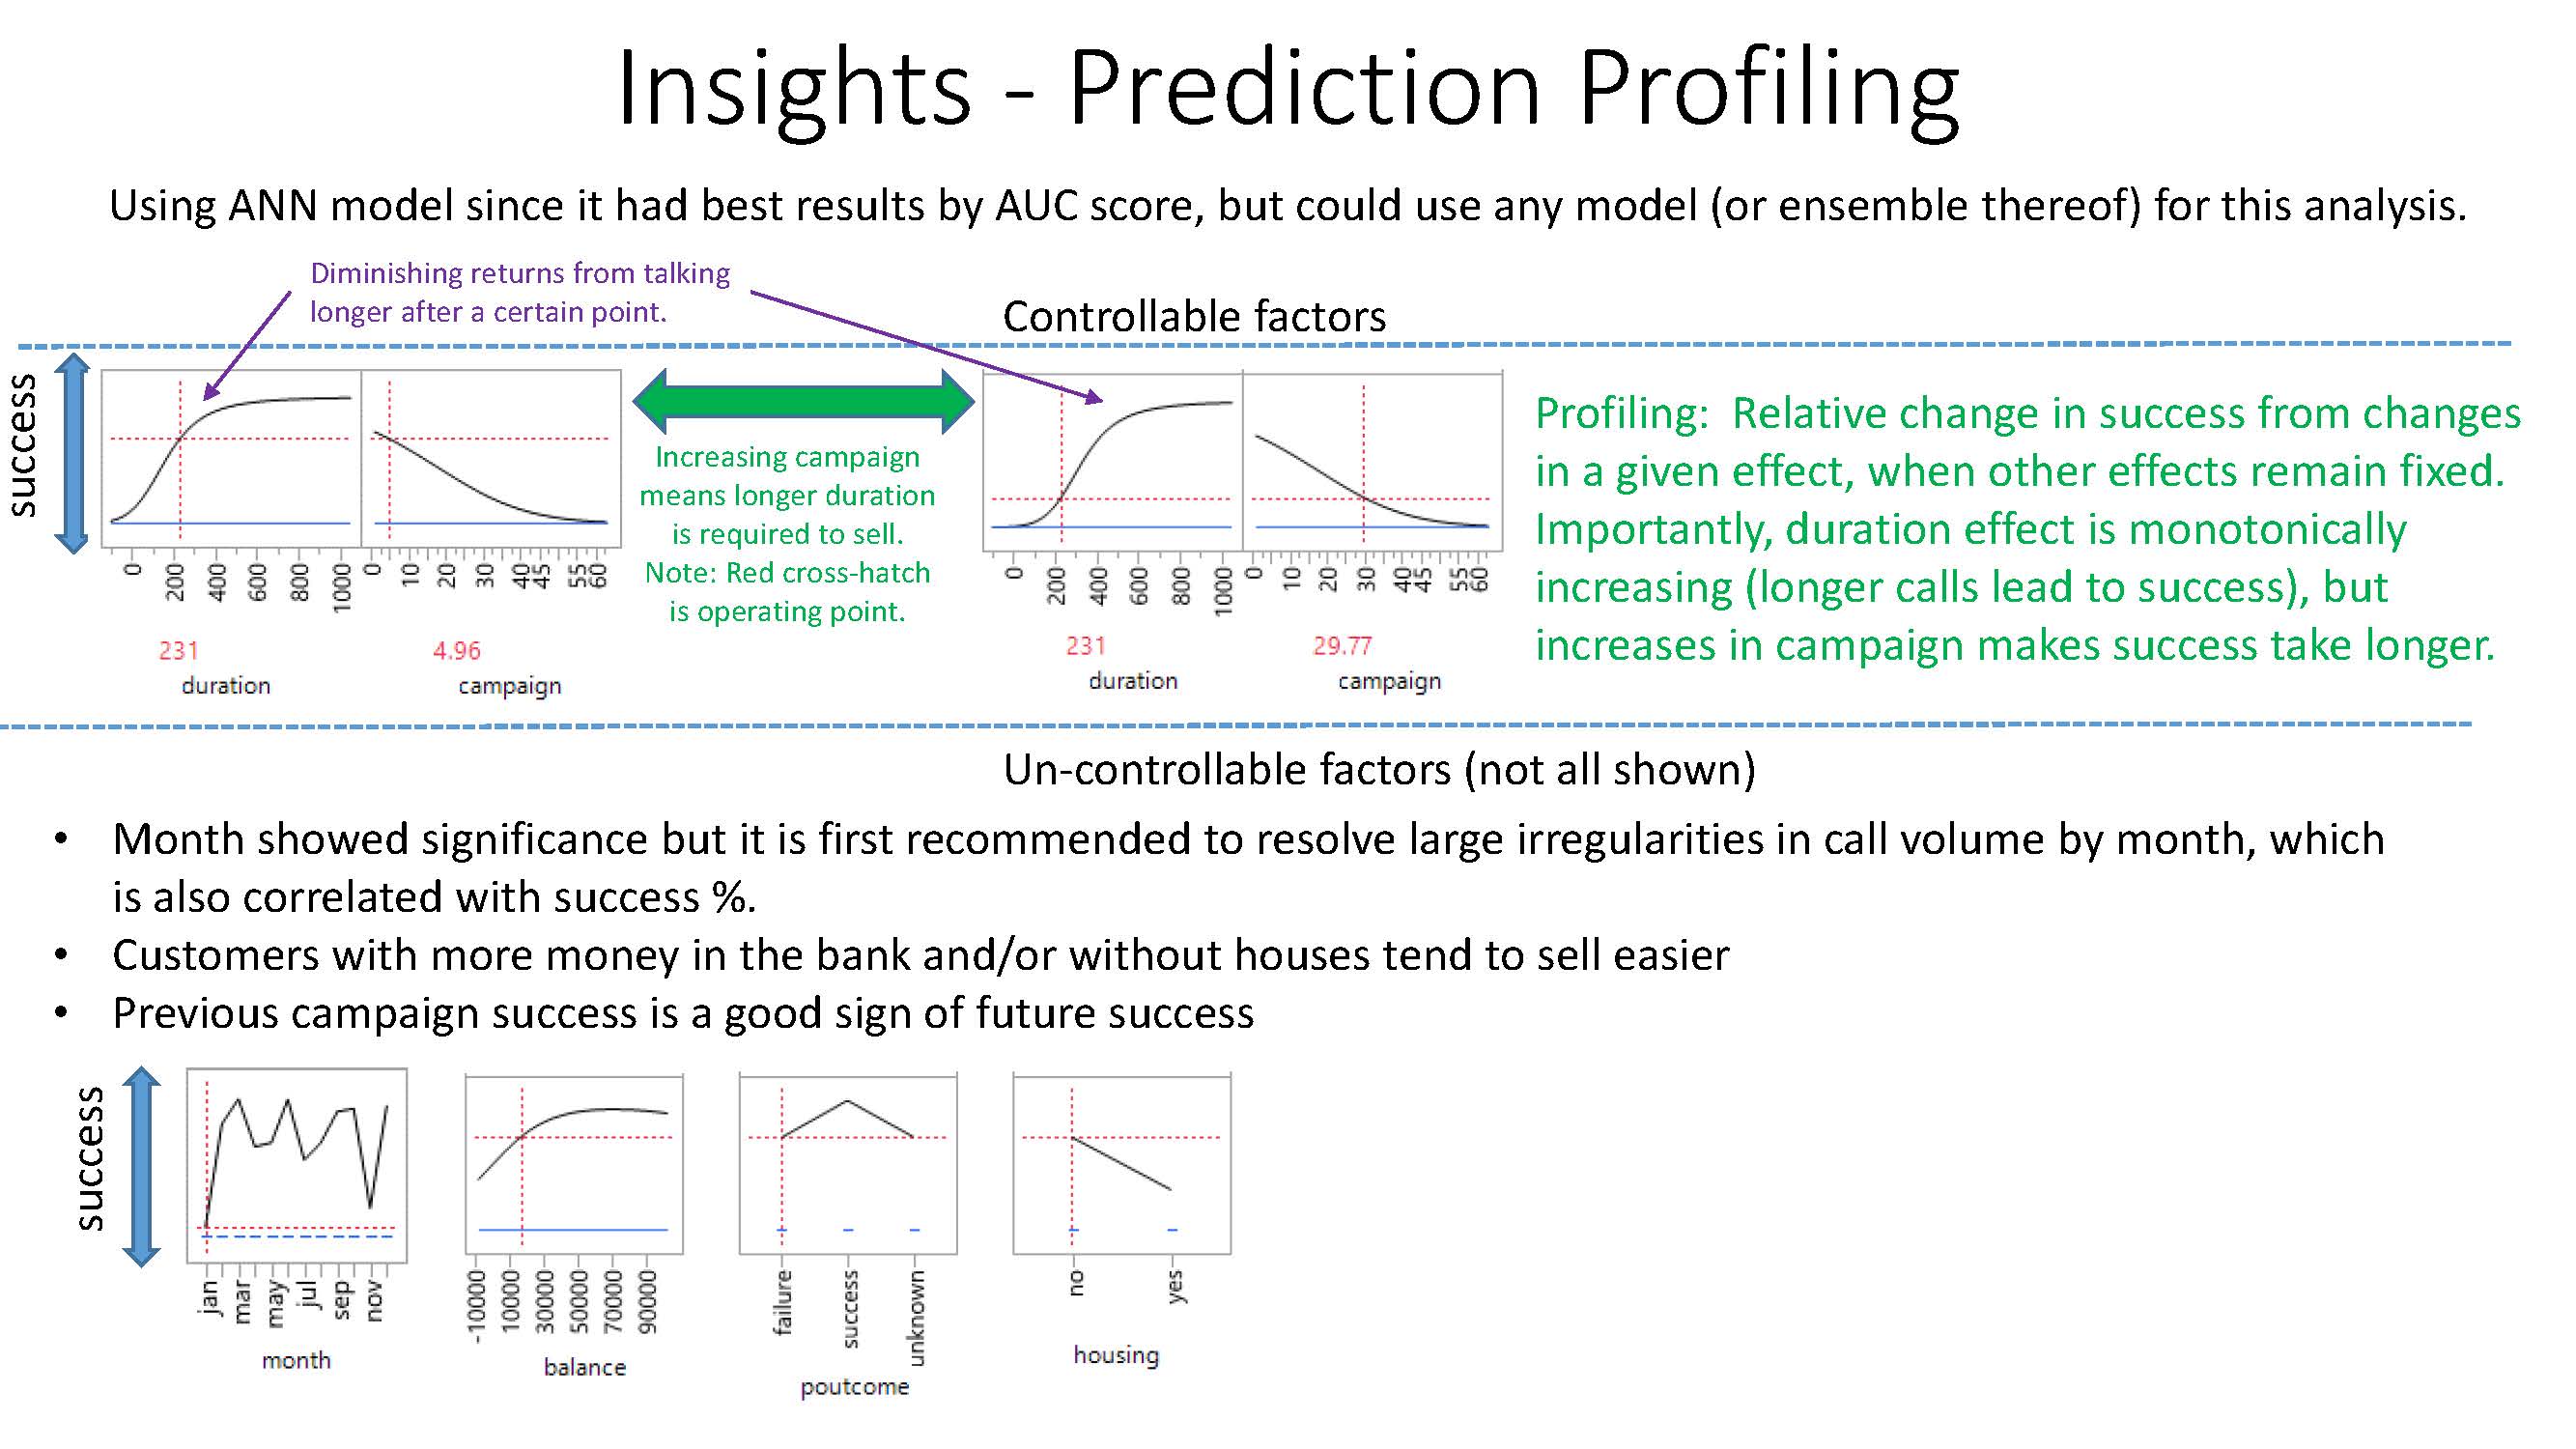 Insights - Prediction Profiling
Using ANN model since it had best results by AUC score, but could use any model (or ensemble thereof) for this analysis.
Diminishing returns from talking
longer after a certain point.
Controllable factors
success
0
200
400
600
800
1000
0
10
20
30
40
45
55
60
231
4.96
duration
campaign
Increasing campaign
means longer duration
is required to sell.
Note: Red cross-hatch
is operating point.
0
200
400
600
800
1000
0
10
20
30
40
45
55
60
231
29.77
duration
campaign
Profiling: Relative change in success from changes
in a given effect, when other effects remain fixed.
Importantly, duration effect is monotonically
increasing (longer calls lead to success), but
increases in campaign makes success take longer.
Un-controllable factors (not all shown)
• Month showed significance but it is first recommended to resolve large irregularities in call volume by month, which
is also correlated with success %.
• Customers with more money in the bank and/or without houses tend to sell easier
• Previous campaign success is a good sign of future success
success
jan
mar
may
jul
sep
nov
month
-10000
10000
30000
50000
70000
90000
balance
failure
success
unknown
poutcome
no
yes
housing